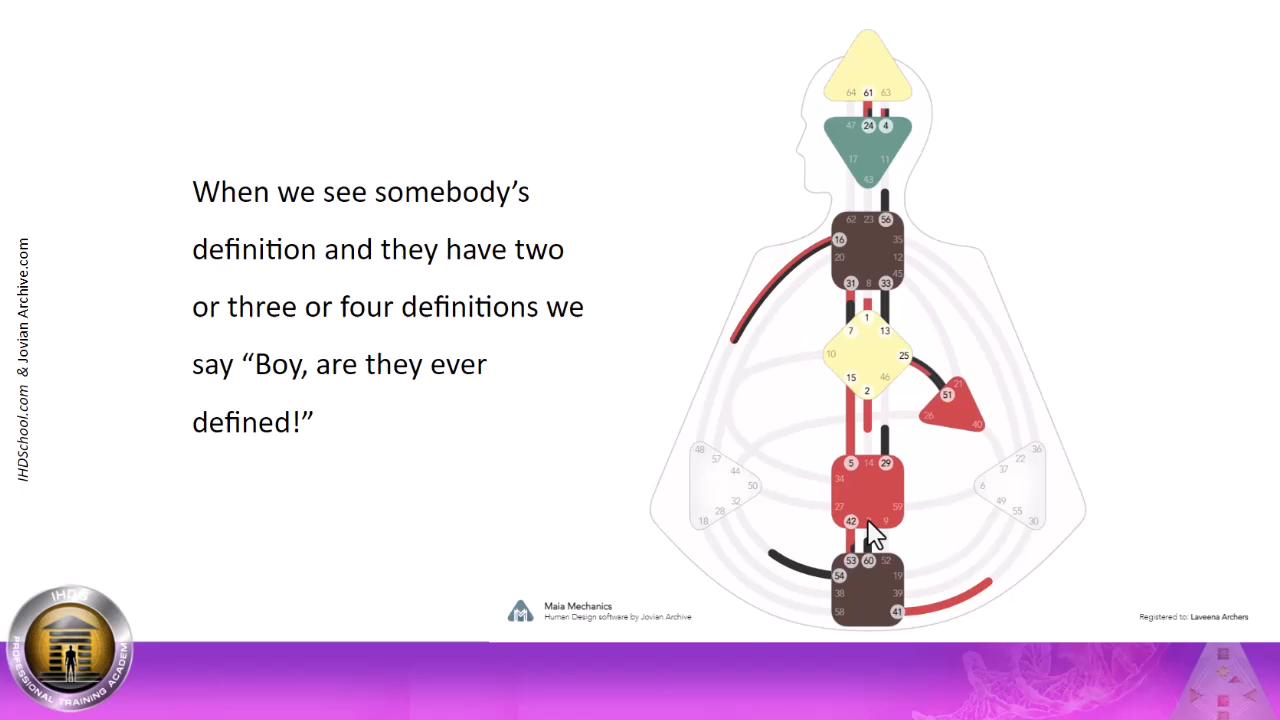 When we see somebody’s
definition and they have two
or three or four definitions we
say “Boy, are they ever
defined!”
IHDSchool.com & Jovian Archive.com
64 61 63
47 24 4
17 11
43
62 23 56
16 35
20 12
45
31 8 33
1
7 13
10 25
15 46
2
51 21
26 40
5 14 29
34
27 59
42 9
53 60 52
54 19
38 39
58 41
48
57
44
50
32
28
18
36
22
37
6
49
55
30
Maia Mechanics
Human Design software by Jovian Archive
Registered to: Laveena Archers
IHDS
PROFESSIONAL TRAINING ACADEMY